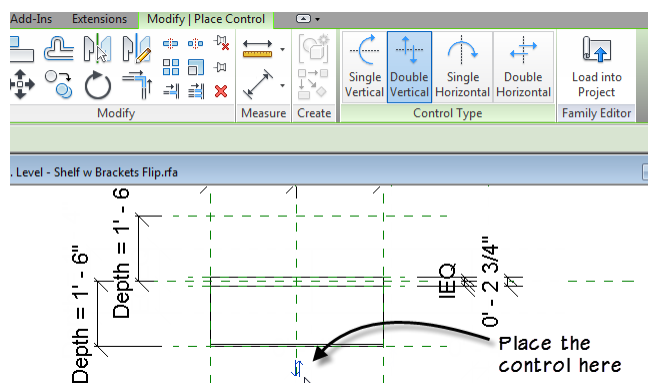 Add-Ins Extensions Modify | Place Control
Single Vertical
Double Vertical
Single Horizontal
Double Horizontal
Load into Project
Modify Measure Create Control Type Family Editor
. Level - Shelf w Brackets Flip.rfa
Depth = 1' - 6"
Depth = 1' - 6
IEQ
0' - 2 3/4"
Place the
control here